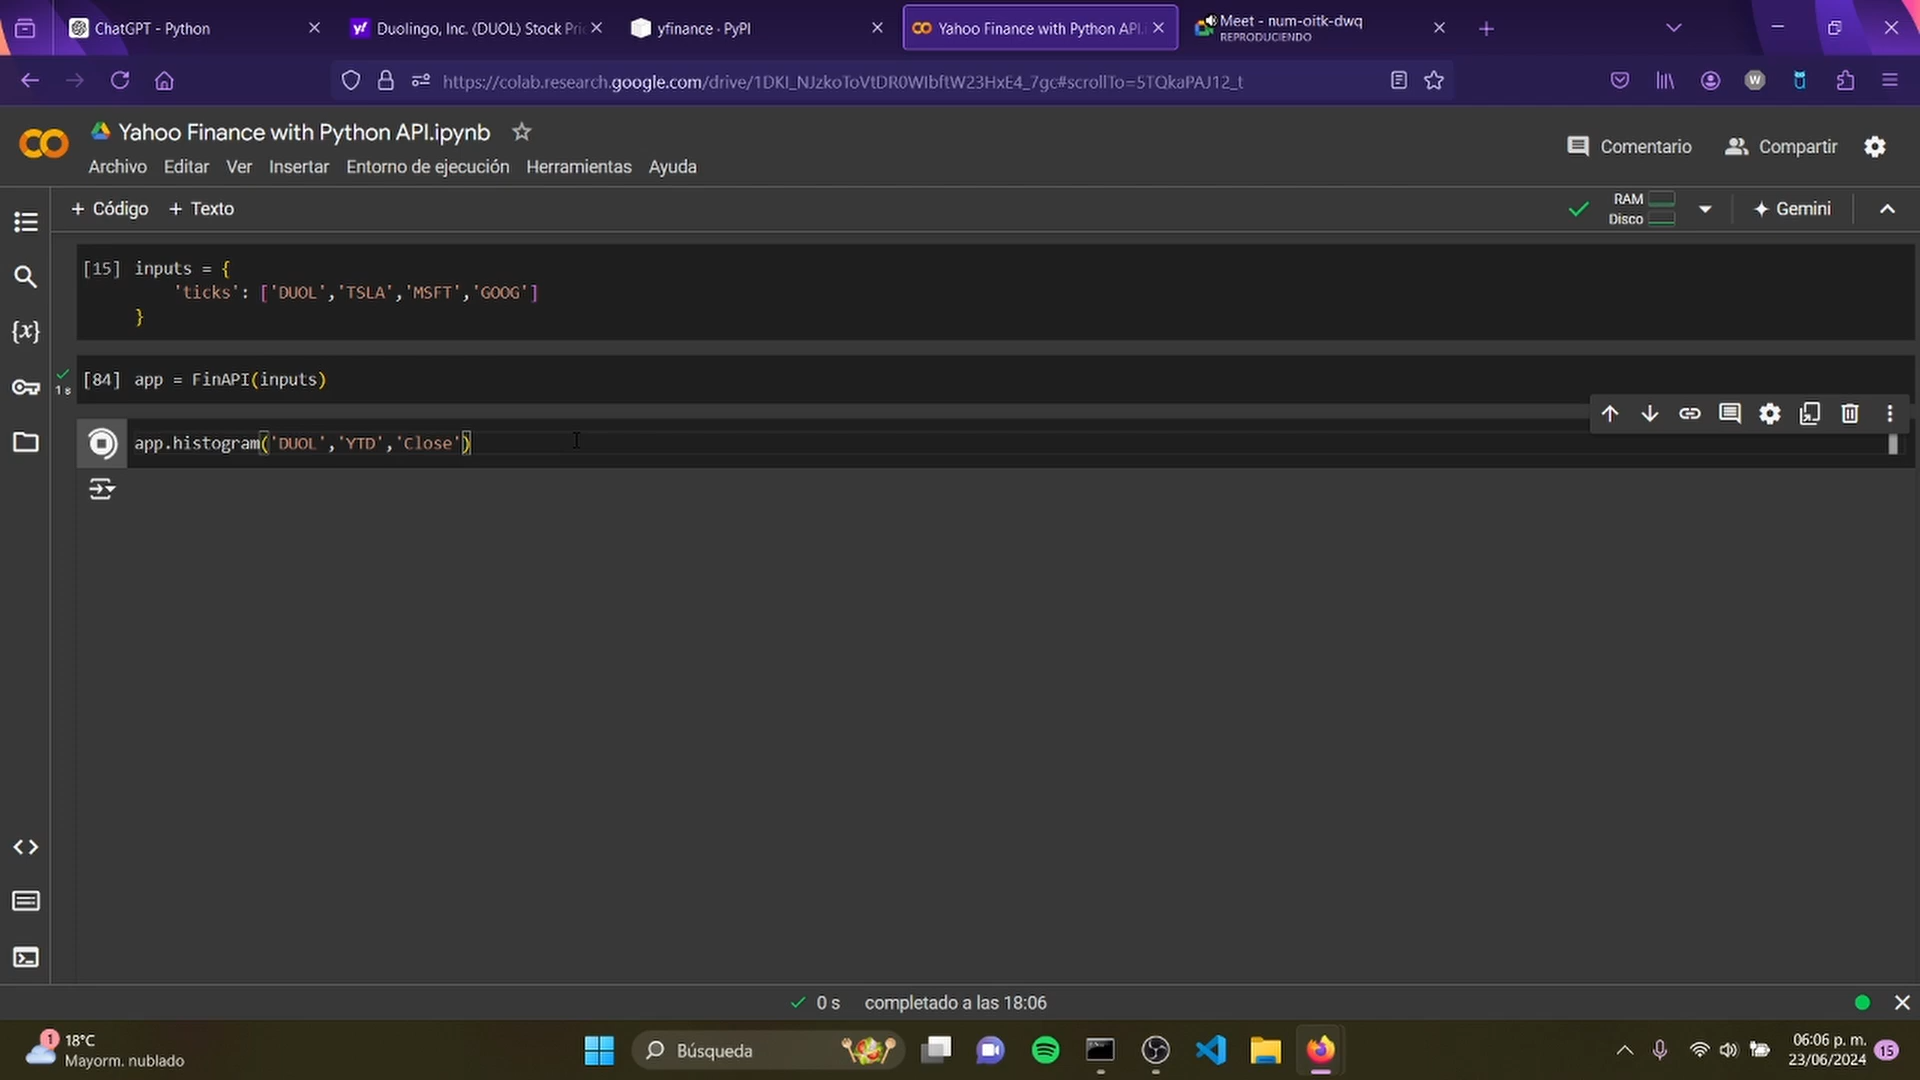 ChatGPT - Python
Duolingo, Inc. (DUOL) Stock Pri
yfinance · PyPI
Yahoo Finance with Python API.
Meet - num-oitk-dwq
REPRODUCIENDO
https://colab.research.google.com/drive/1DKI_NJzkoToVtDR0WIbftW23HxE4_7gc#scrollTo=5TQkaPAJ12_t
Yahoo Finance with Python API.ipynb
Comentario
Compartir
Archivo Editar Ver Insertar Entorno de ejecución Herramientas Ayuda
+ Código + Texto
RAM
Disco
Gemini
[15] inputs = {
'ticks': ['DUOL','TSLA','MSFT','GOOG']
}
1 s
[84] app = FinAPI(inputs)
app.histogram('DUOL','YTD','Close')
{x}
0 s completado a las 18:06
1
18°C
Mayorm. nublado
Búsqueda
06:06 p. m.
23/06/2024
15